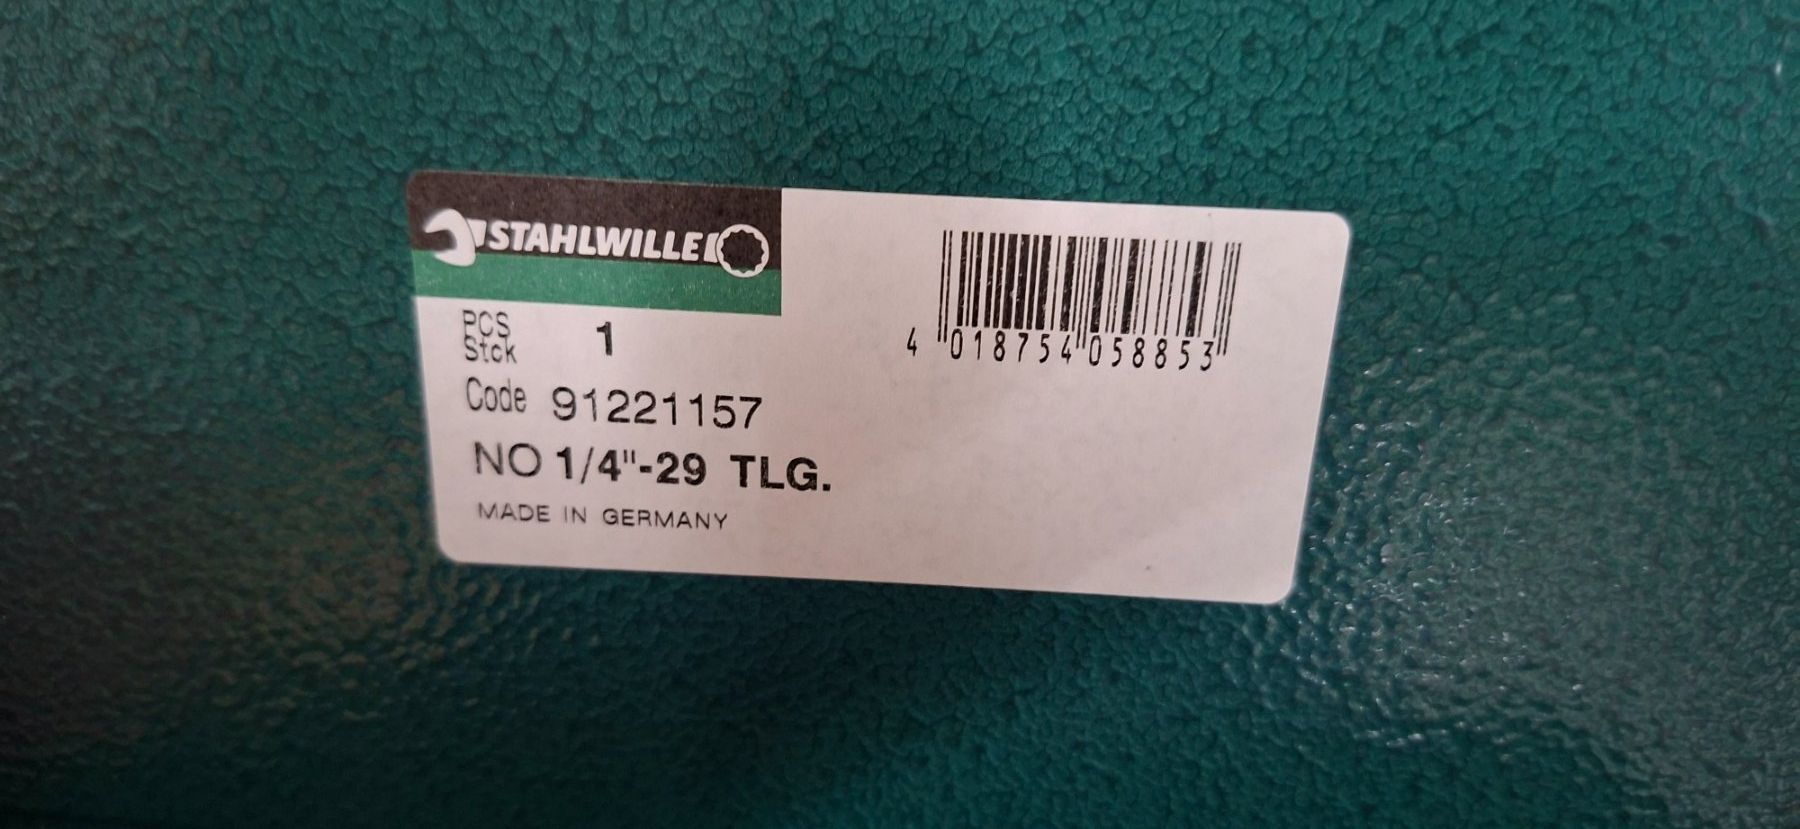 STAHLWILLE
PCS
Stck 1
Code 91221157
NO 1/4"-29 TLG.
MADE IN GERMANY
4 018754 058853